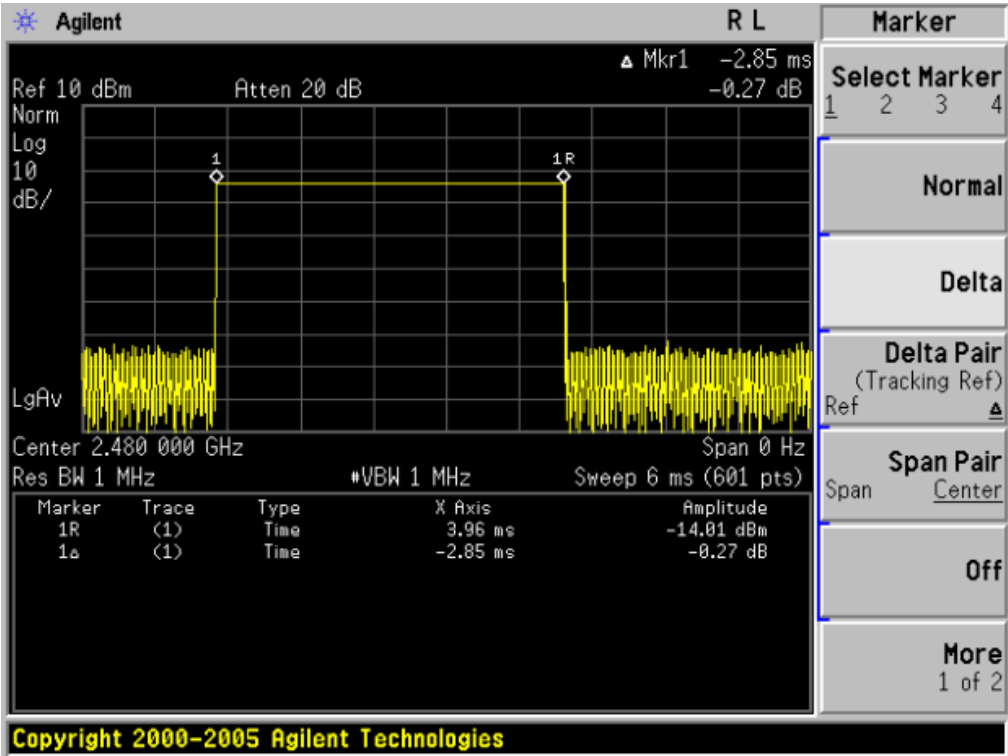 Agilent R L Marker
Δ Mkr1 -2.85 ms
Ref 10 dBm Atten 20 dB -0.27 dB
Norm
Log
10
dB/
1 1R
LgAv
Center 2.480 000 GHz Span 0 Hz
Res BW 1 MHz #VBW 1 MHz Sweep 6 ms (601 pts)
Marker Trace Type X Axis Amplitude
1R (1) Time 3.96 ms -14.01 dBm
1Δ (1) Time -2.85 ms -0.27 dB
Select Marker
1 2 3 4
Normal
Delta
Delta Pair
(Tracking Ref)
Ref Δ
Span Pair
Span Center
Off
More
1 of 2
Copyright 2000-2005 Agilent Technologies